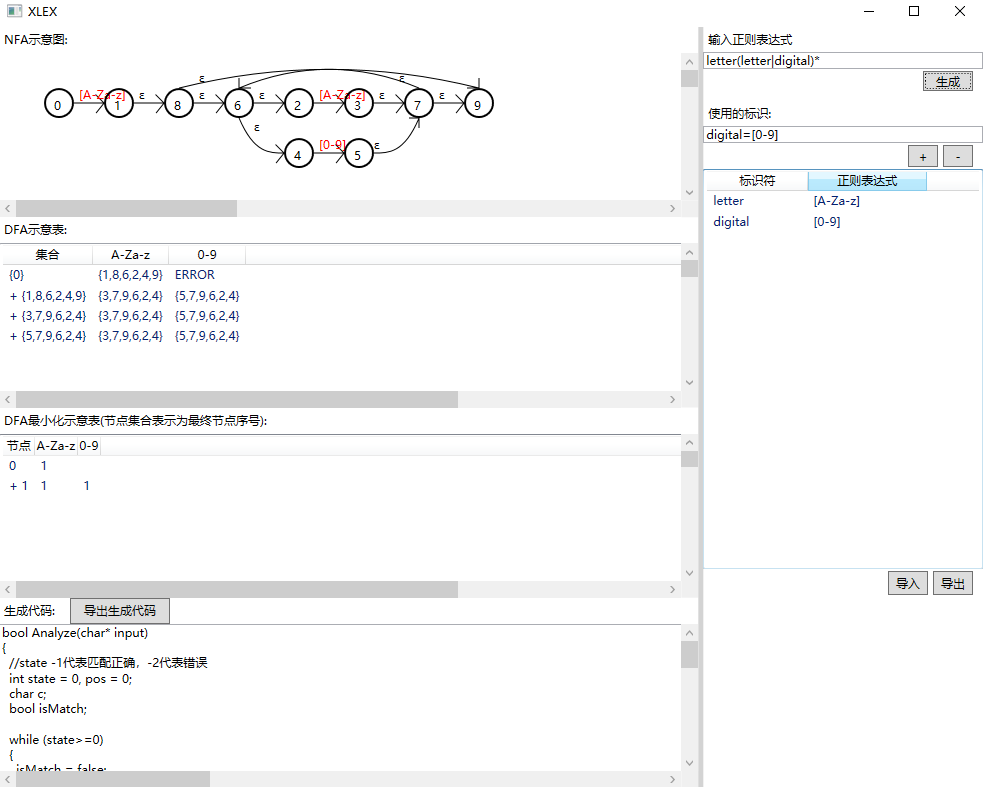 XLEX
NFA示意图:
ε ε
[A-Za-z] ε ε ε [A-Za-z] ε ε
0 1 8 6 2 3 7 9
ε [0-9] ε
4 5
DFA示意表:
集合 A-Za-z 0-9
{0} {1,8,6,2,4,9} ERROR
+ {1,8,6,2,4,9} {3,7,9,6,2,4} {5,7,9,6,2,4}
+ {3,7,9,6,2,4} {3,7,9,6,2,4} {5,7,9,6,2,4}
+ {5,7,9,6,2,4} {3,7,9,6,2,4} {5,7,9,6,2,4}
DFA最小化示意表(节点集合表示为最终节点序号):
节点 A-Za-z 0-9
0 1
+ 1 1 1
生成代码: 导出生成代码
bool Analyze(char* input)
{
//state -1代表匹配正确，-2代表错误
int state = 0, pos = 0;
char c;
bool isMatch;
while (state>=0)
{
isMatch = false;
输入正则表达式
letter(letter|digital)*
生成
使用的标识:
digital=[0-9]
+ -
标识符 正则表达式
letter [A-Za-z]
digital [0-9]
导入 导出